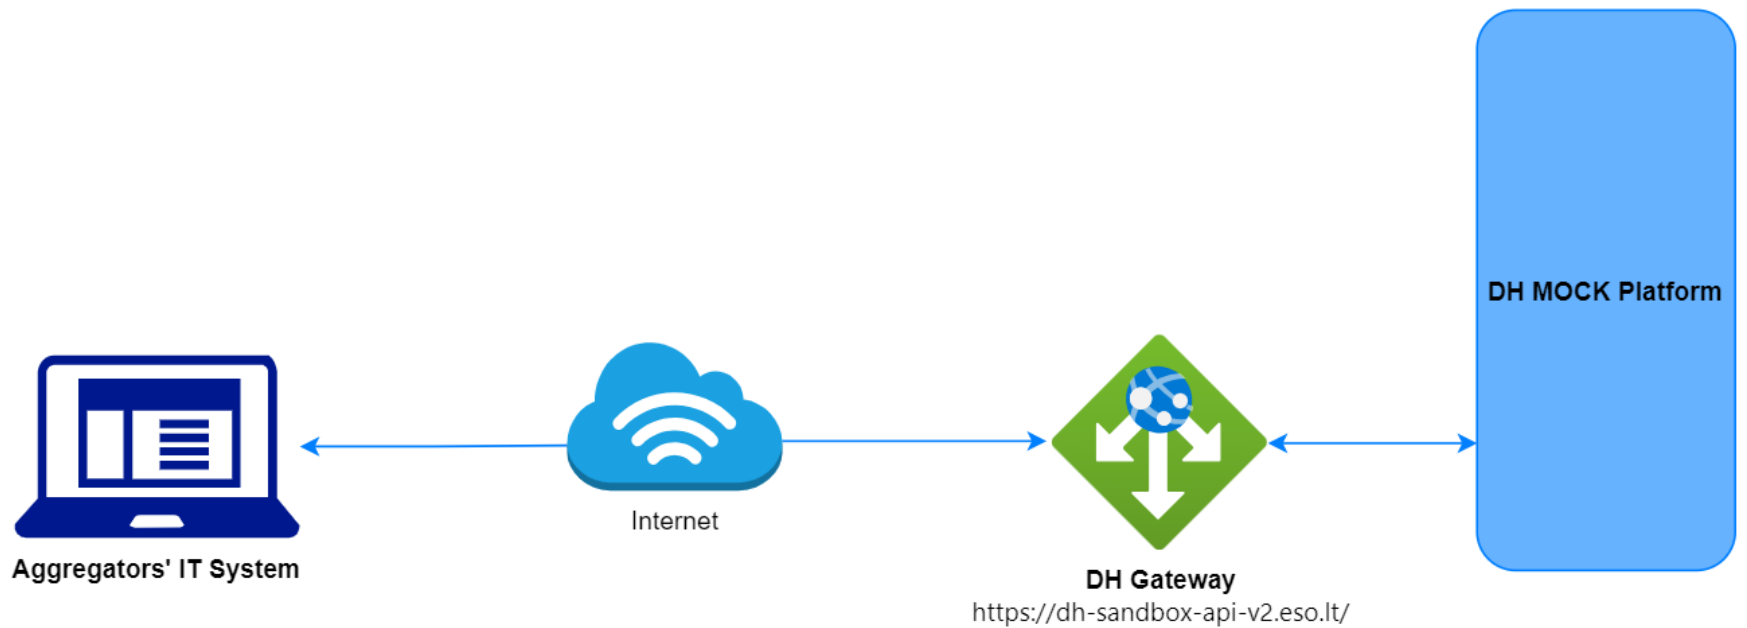 DH MOCK Platform
Internet
Aggregators' IT System
DH Gateway
https://dh-sandbox-api-v2.eso.lt/